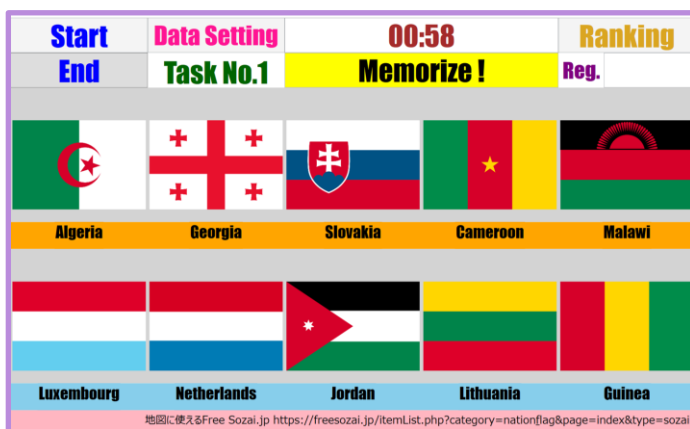 Start Data Setting 00:58 Ranking
End Task No.1 Memorize ! Reg.
Algeria Georgia Slovakia Cameroon Malawi
Luxembourg Netherlands Jordan Lithuania Guinea
地図に使えるFree Sozai.jp https://freesozai.jp/itemList.php?category=nationflag&page=index&type=sozai